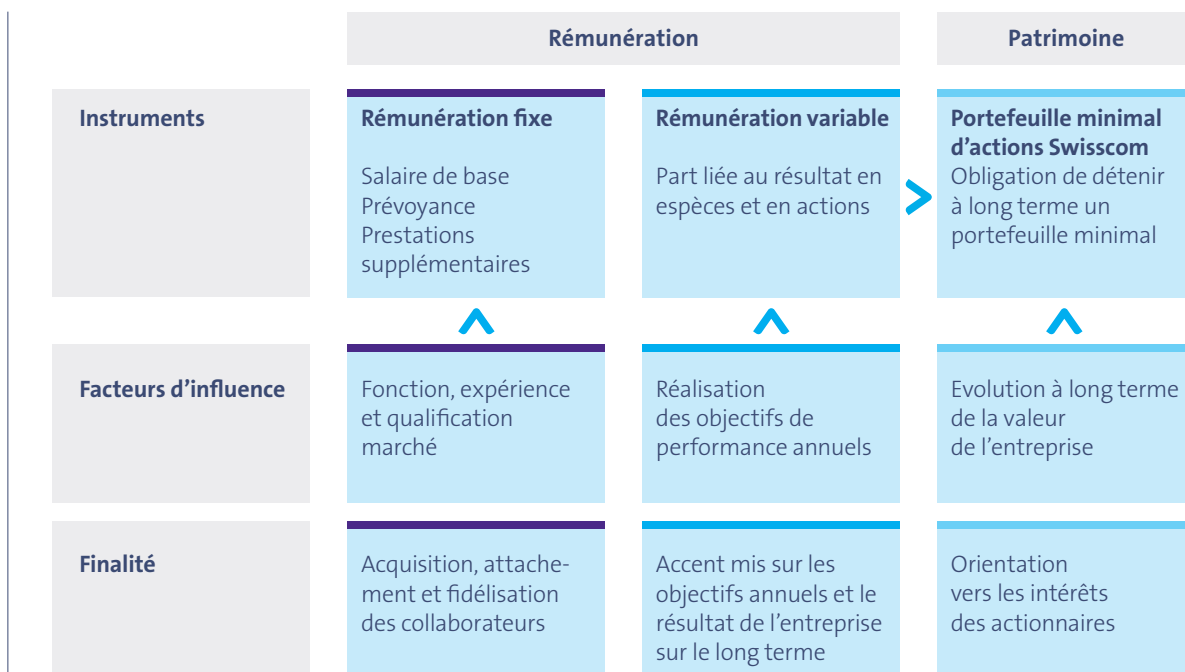 Rémunération
Patrimoine
Instruments
Rémunération fixe
Salaire de base
Prévoyance
Prestations
supplémentaires
Rémunération variable
Part liée au résultat en
espèces et en actions
Portefeuille minimal
d’actions Swisscom
Obligation de détenir
à long terme un
portefeuille minimal
Facteurs d’influence
Fonction, expérience
et qualification
marché
Réalisation
des objectifs de
performance annuels
Evolution à long terme
de la valeur
de l’entreprise
Finalité
Acquisition, attache-
ment et fidélisation
des collaborateurs
Accent mis sur les
objectifs annuels et le
résultat de l’entreprise
sur le long terme
Orientation
vers les intérêts
des actionnaires